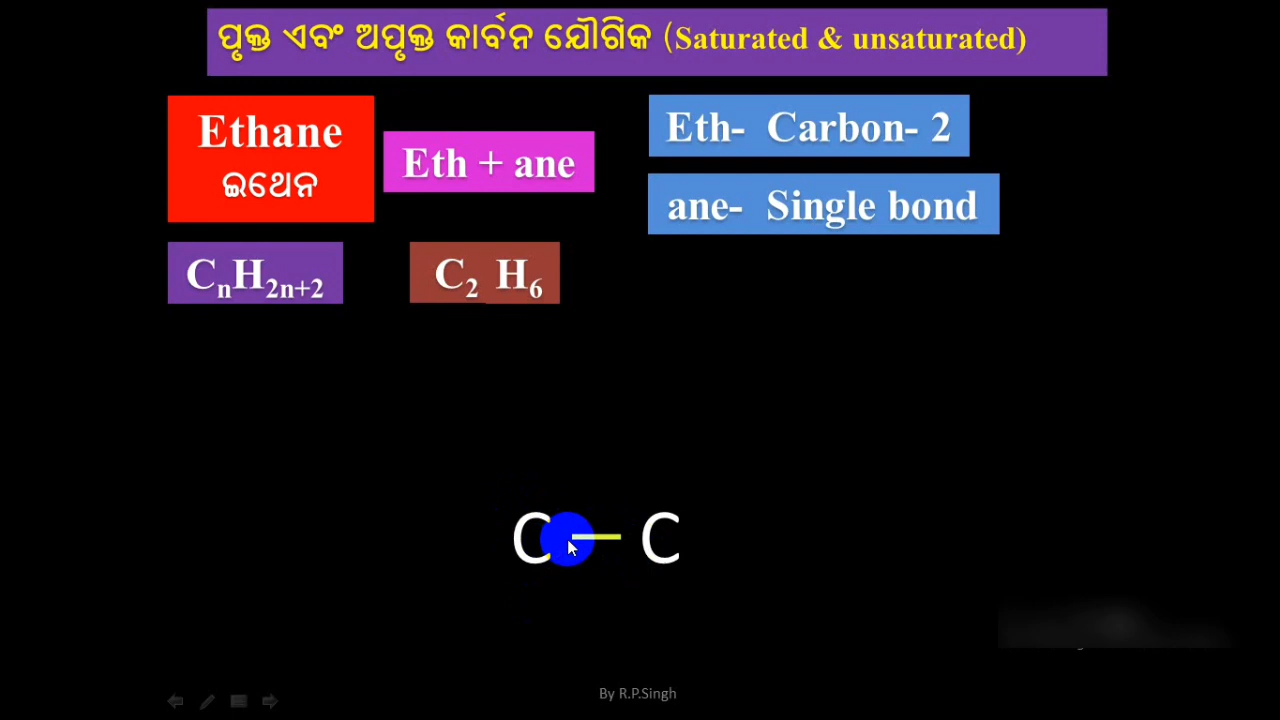 ପୃକ୍ତ ଏବଂ ଅପୃକ୍ତ କାର୍ବନ ଯୌଗିକ (Saturated & unsaturated)
Ethane
ଇଥେନ
Eth + ane
Eth- Carbon- 2
ane- Single bond
CₙH₂ₙ₊₂
C₂ H₆
C – C
By R.P.Singh